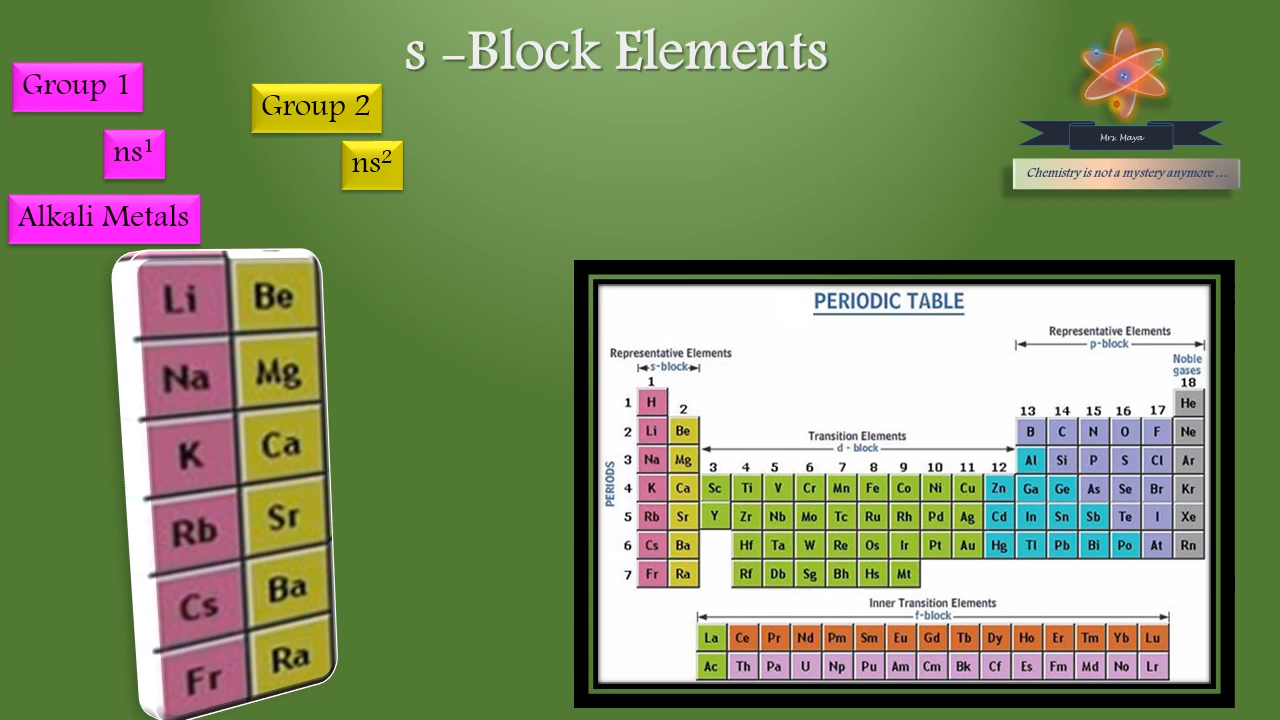 s –Block Elements
Group 1
Group 2
ns¹
ns²
Alkali Metals
Mrs. Maya
Chemistry is not a mystery anymore …
Li Be
Na Mg
K Ca
Rb Sr
Cs Ba
Fr Ra
PERIODIC TABLE
Representative Elements
p-block
Representative Elements
s-block
Noble
gases
1 18
1 H He
2 13 14 15 16 17
2 Li Be B C N O F Ne
Transition Elements
d - block
3 Na Mg Al Si P S Cl Ar
3 4 5 6 7 8 9 10 11 12
PERIODS
4 K Ca Sc Ti V Cr Mn Fe Co Ni Cu Zn Ga Ge As Se Br Kr
5 Rb Sr Y Zr Nb Mo Tc Ru Rh Pd Ag Cd In Sn Sb Te I Xe
6 Cs Ba Hf Ta W Re Os Ir Pt Au Hg Tl Pb Bi Po At Rn
7 Fr Ra Rf Db Sg Bh Hs Mt
Inner Transition Elements
f-block
La Ce Pr Nd Pm Sm Eu Gd Tb Dy Ho Er Tm Yb Lu
Ac Th Pa U Np Pu Am Cm Bk Cf Es Fm Md No Lr